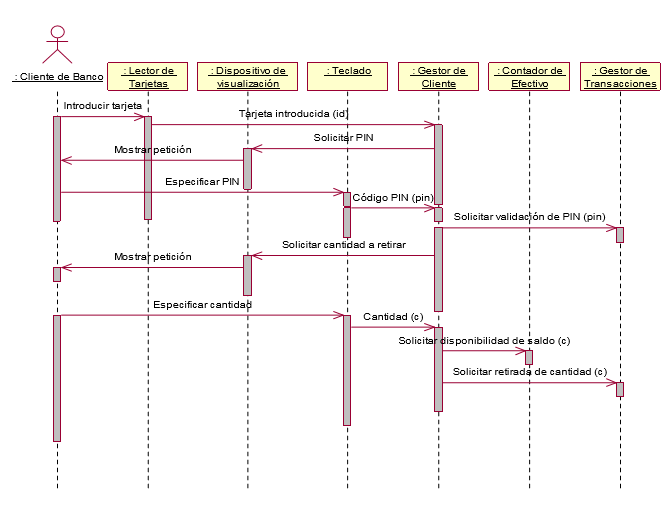 : Cliente de Banco
: Lector de
Tarjetas
: Dispositivo de
visualización
: Teclado
: Gestor de
Cliente
: Contador de
Efectivo
: Gestor de
Transacciones
Introducir tarjeta
Tarjeta introducida (id)
Solicitar PIN
Mostrar petición
Especificar PIN
Código PIN (pin)
Solicitar validación de PIN (pin)
Solicitar cantidad a retirar
Mostrar petición
Especificar cantidad
Cantidad (c)
Solicitar disponibilidad de saldo (c)
Solicitar retirada de cantidad (c)